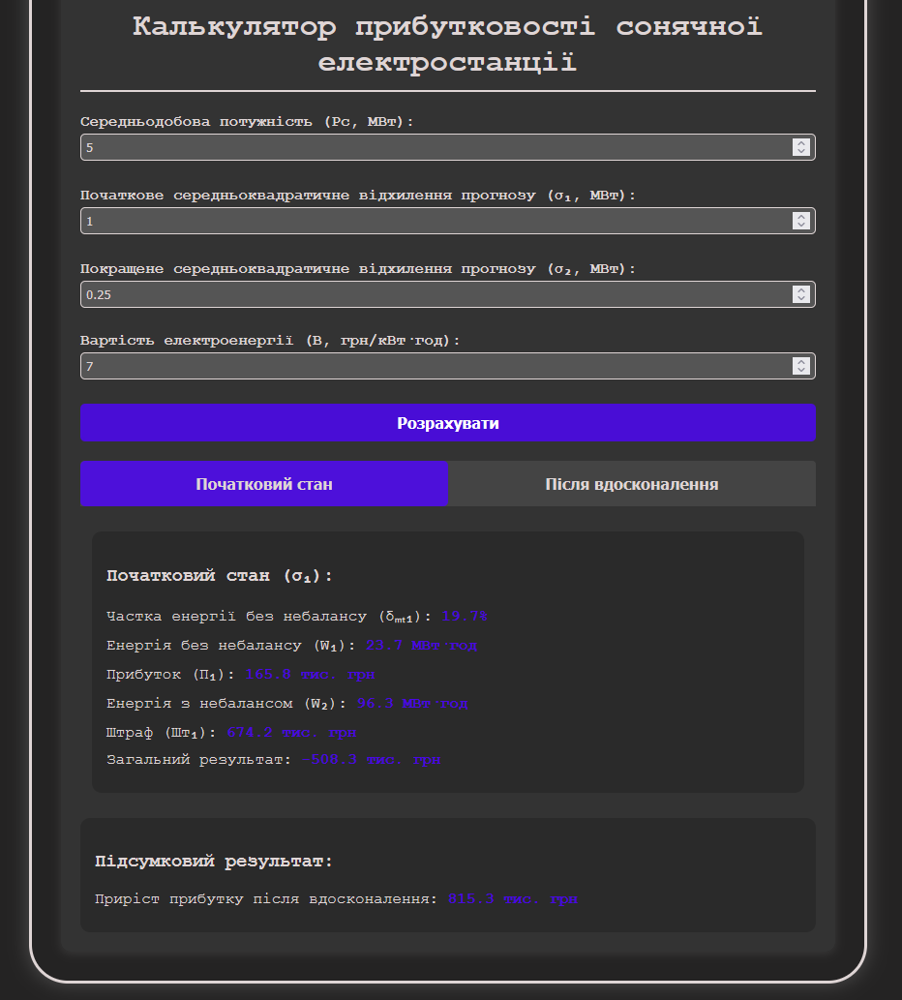 Калькулятор прибутковості сонячної
електростанції
Середньодобова потужність (Pc, МВт):
5
Початкове середньоквадратичне відхилення прогнозу (σ₁, МВт):
1
Покращене середньоквадратичне відхилення прогнозу (σ₂, МВт):
0.25
Вартість електроенергії (В, грн/кВт·год):
7
Розрахувати
Початковий стан Після вдосконалення
Початковий стан (σ₁):
Частка енергії без небалансу (δₘₜ₁): 19.7%
Енергія без небалансу (W₁): 23.7 МВт·год
Прибуток (П₁): 165.8 тис. грн
Енергія з небалансом (W₂): 96.3 МВт·год
Штраф (Шт₁): 674.2 тис. грн
Загальний результат: -508.3 тис. грн
Підсумковий результат:
Приріст прибутку після вдосконалення: 815.3 тис. грн